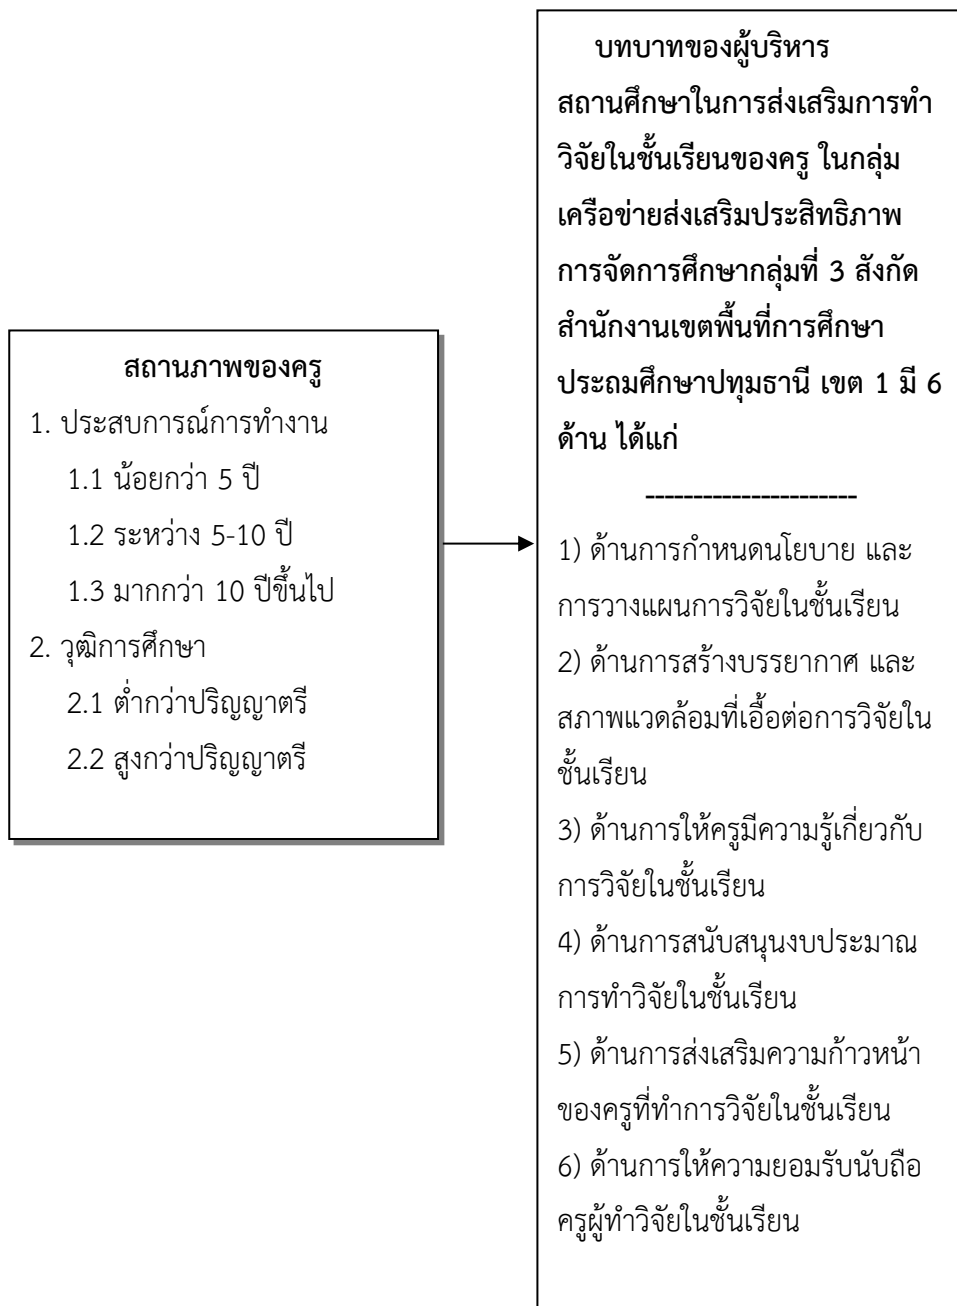 สถานภาพของครู
1. ประสบการณ์การทำงาน
1.1 น้อยกว่า 5 ปี
1.2 ระหว่าง 5-10 ปี
1.3 มากกว่า 10 ปีขึ้นไป
2. วุฒิการศึกษา
2.1 ต่ำกว่าปริญญาตรี
2.2 สูงกว่าปริญญาตรี
บทบาทของผู้บริหาร
สถานศึกษาในการส่งเสริมการทำ
วิจัยในชั้นเรียนของครู ในกลุ่ม
เครือข่ายส่งเสริมประสิทธิภาพ
การจัดการศึกษากลุ่มที่ 3 สังกัด
สำนักงานเขตพื้นที่การศึกษา
ประถมศึกษาปทุมธานี เขต 1 มี 6
ด้าน ได้แก่
----------------------
1) ด้านการกำหนดนโยบาย และ
การวางแผนการวิจัยในชั้นเรียน
2) ด้านการสร้างบรรยากาศ และ
สภาพแวดล้อมที่เอื้อต่อการวิจัยใน
ชั้นเรียน
3) ด้านการให้ครูมีความรู้เกี่ยวกับ
การวิจัยในชั้นเรียน
4) ด้านการสนับสนุนงบประมาณ
การทำวิจัยในชั้นเรียน
5) ด้านการส่งเสริมความก้าวหน้า
ของครูที่ทำการวิจัยในชั้นเรียน
6) ด้านการให้ความยอมรับนับถือ
ครูผู้ทำวิจัยในชั้นเรียน